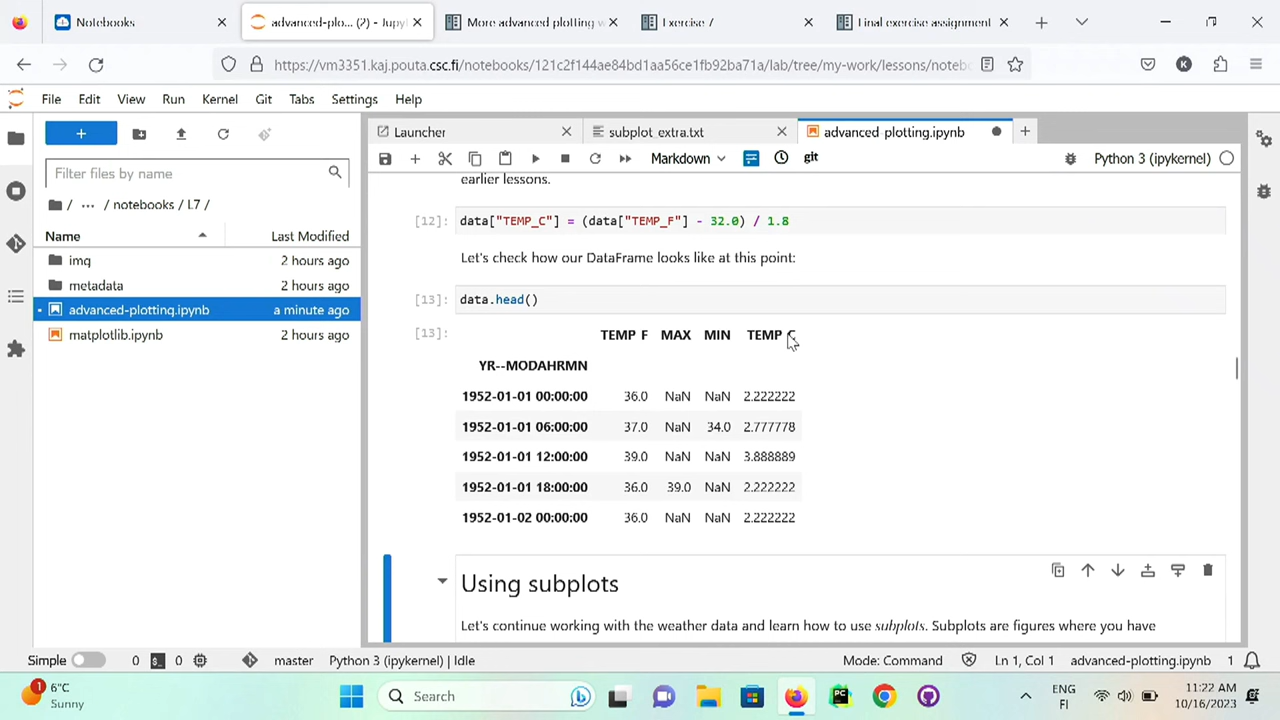 Notebooks
advanced-plo... (2) - Jupyt
More advanced plotting w
Exercise 7
Final exercise assignment
https://vm3351.kaj.pouta.csc.fi/notebooks/121c2f144ae84bd1aa56ce1fb92ba71a/lab/tree/my-work/lessons/noteb
K
File Edit View Run Kernel Git Tabs Settings Help
Launcher
subplot_extra.txt
advanced-plotting.ipynb
Markdown
git
Python 3 (ipykernel)
Filter files by name
/ ... / notebooks / L7 /
Name Last Modified
img 2 hours ago
metadata 2 hours ago
advanced-plotting.ipynb a minute ago
matplotlib.ipynb 2 hours ago
earlier lessons.
[12]: data["TEMP_C"] = (data["TEMP_F"] - 32.0) / 1.8
Let's check how our DataFrame looks like at this point:
[13]: data.head()
[13]: TEMP_F MAX MIN TEMP_C
YR--MODAHRMN
1952-01-01 00:00:00 36.0 NaN NaN 2.222222
1952-01-01 06:00:00 37.0 NaN 34.0 2.777778
1952-01-01 12:00:00 39.0 NaN NaN 3.888889
1952-01-01 18:00:00 36.0 39.0 NaN 2.222222
1952-01-02 00:00:00 36.0 NaN NaN 2.222222
Using subplots
Let's continue working with the weather data and learn how to use subplots. Subplots are figures where you have
Simple 0 0 master Python 3 (ipykernel) | Idle Mode: Command Ln 1, Col 1 advanced-plotting.ipynb 1
1
6°C
Sunny
Search
ENG
FI
11:22 AM
10/16/2023